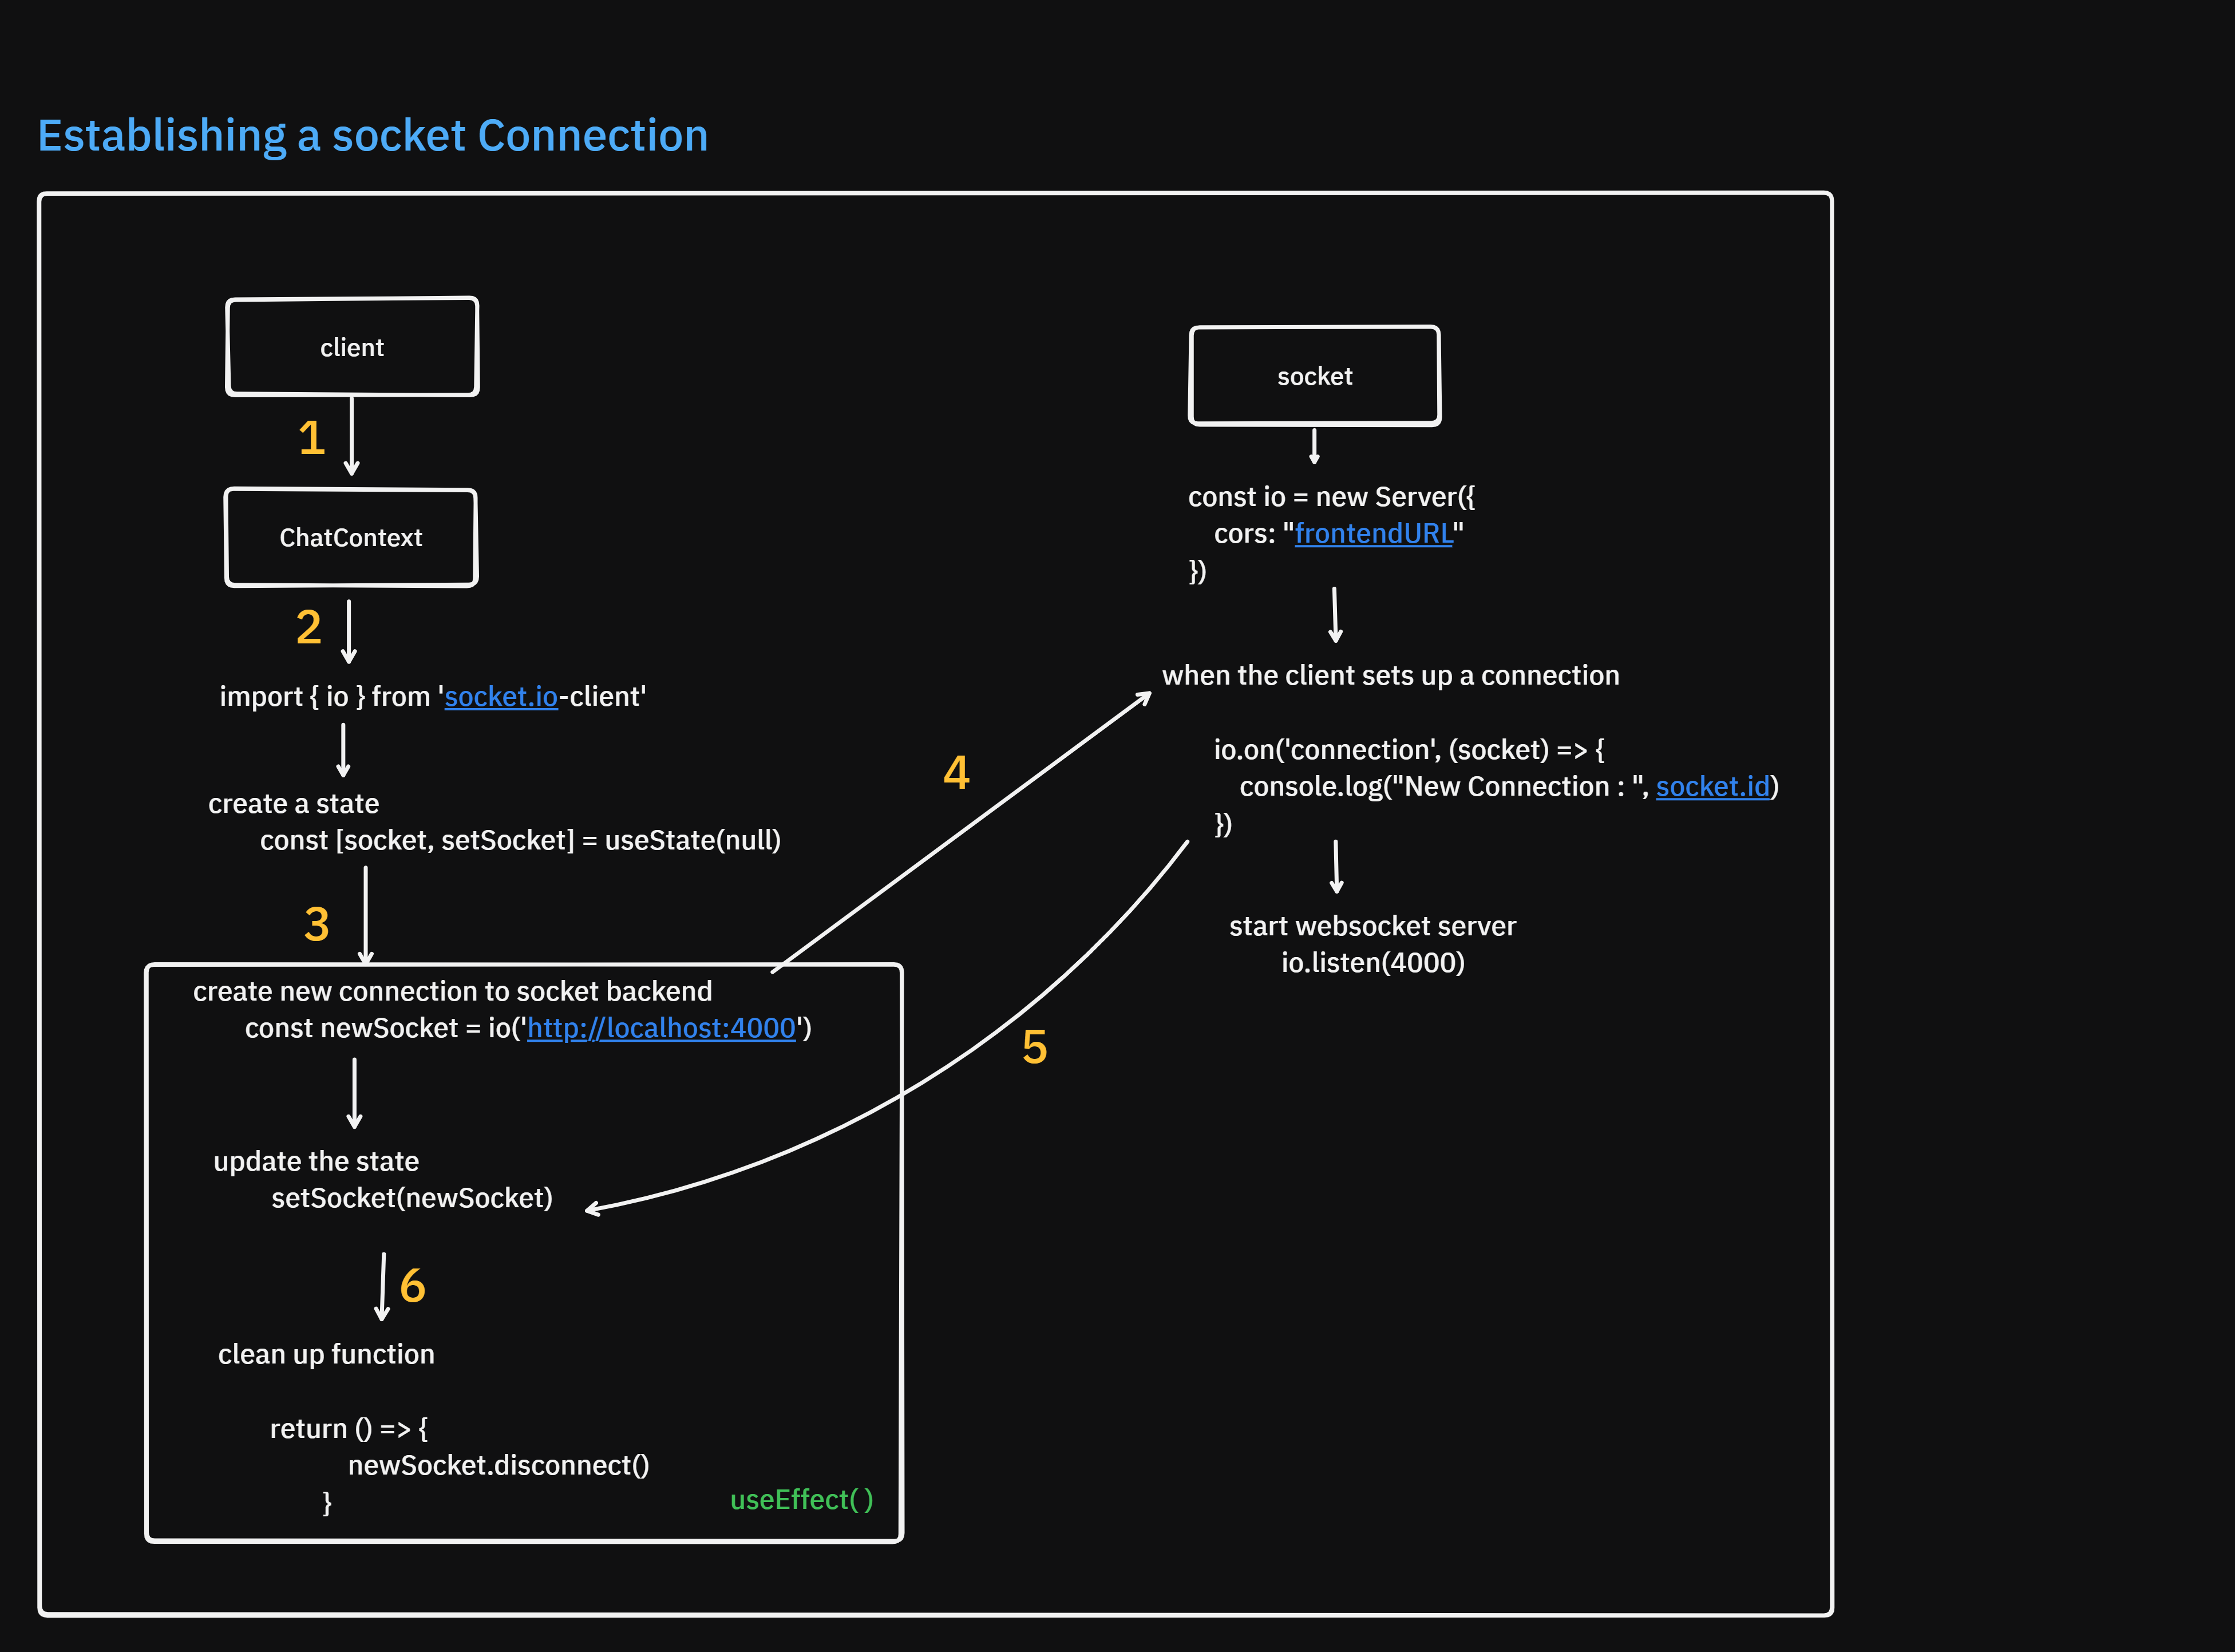 Establishing a socket Connection
client
1
ChatContext
2
import { io } from 'socket.io-client'
create a state
const [socket, setSocket] = useState(null)
3
create new connection to socket backend
const newSocket = io('http://localhost:4000')
update the state
setSocket(newSocket)
6
clean up function
return () => {
newSocket.disconnect()
}
useEffect( )
4
5
socket
const io = new Server({
cors: "frontendURL"
})
when the client sets up a connection
io.on('connection', (socket) => {
console.log("New Connection : ", socket.id)
})
start websocket server
io.listen(4000)